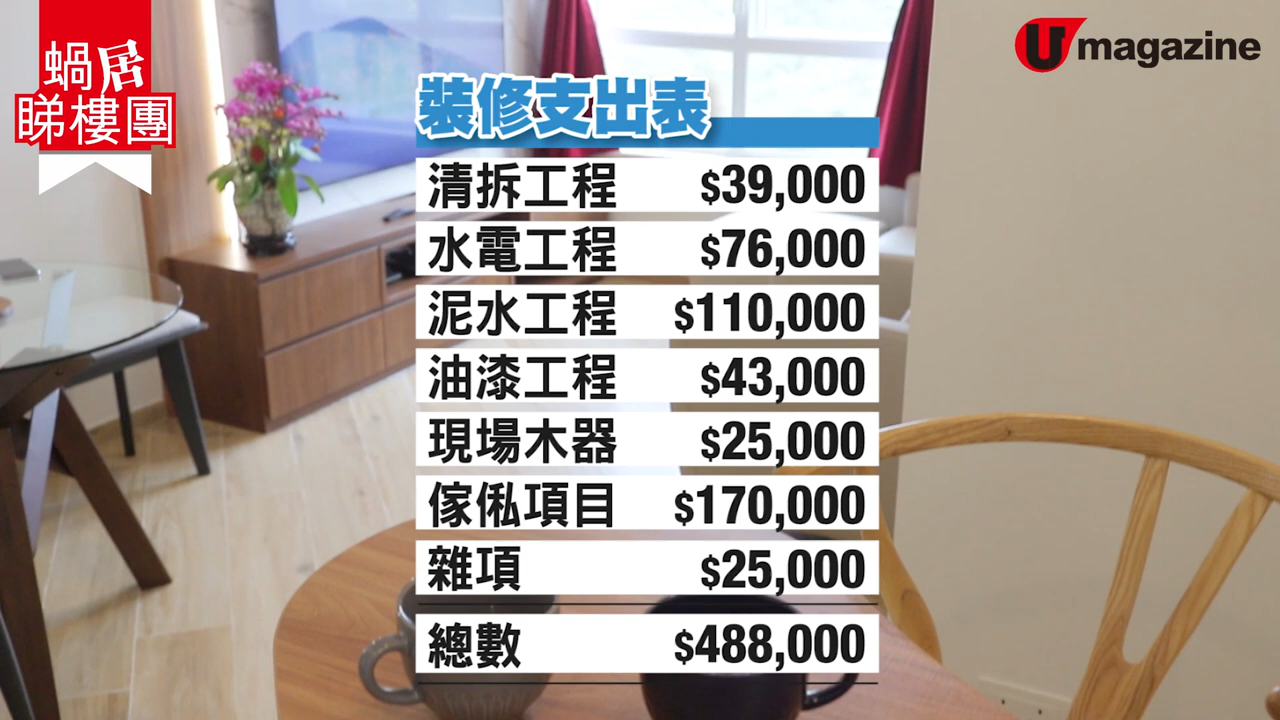 蝸居
睇樓團
U magazine
裝修支出表
清拆工程 $39,000
水電工程 $76,000
泥水工程 $110,000
油漆工程 $43,000
現場木器 $25,000
傢俬項目 $170,000
雜項 $25,000
總數 $488,000